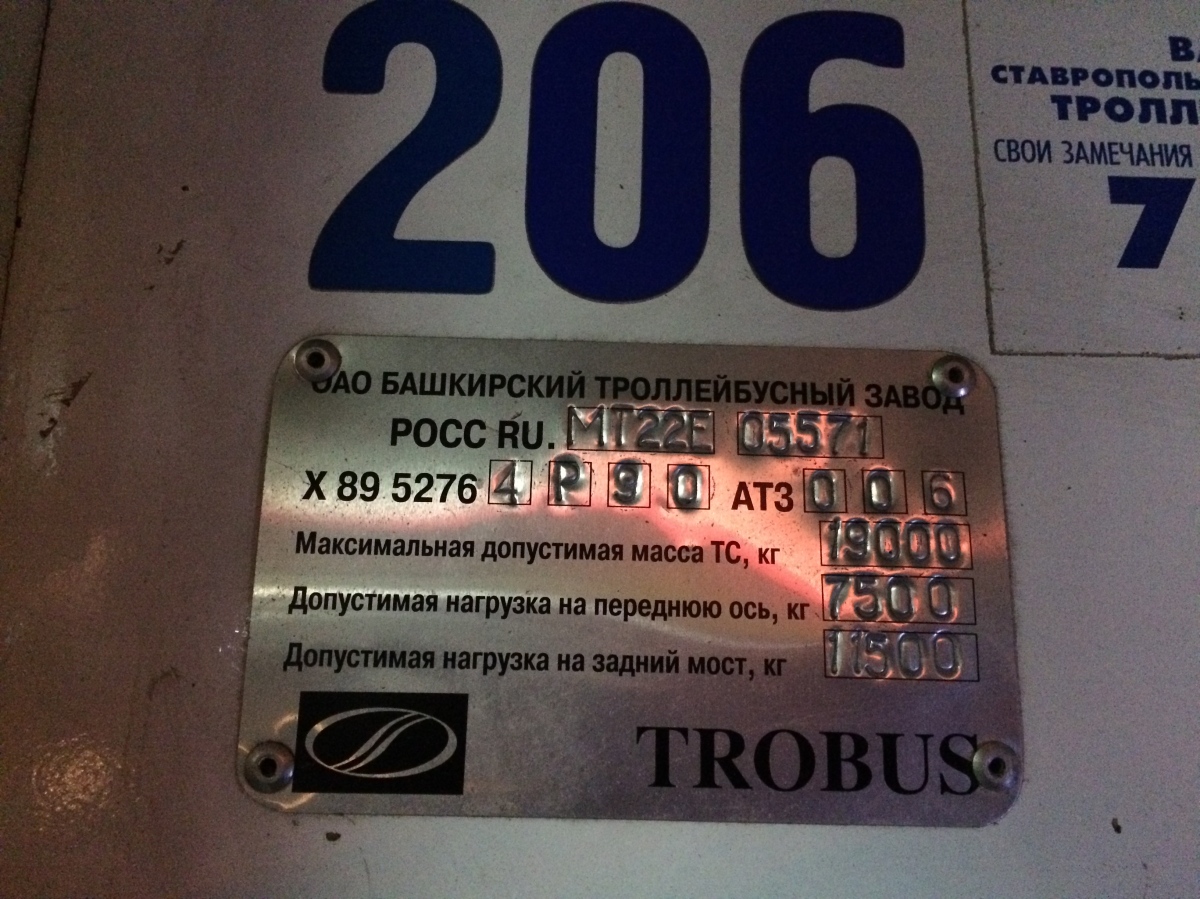 206
СТАВРОПОЛЬ
ТРОЛЛ
СВОИ ЗАМЕЧАНИЯ
7
ОАО БАШКИРСКИЙ ТРОЛЛЕЙБУСНЫЙ ЗАВОД
РОСС RU. МТ22Е 05571
X 89 5276 4 P 9 0 АТЗ 0 0 6
Максимальная допустимая масса ТС, кг 19000
Допустимая нагрузка на переднюю ось, кг 7500
Допустимая нагрузка на задний мост, кг 11500
TROBUS